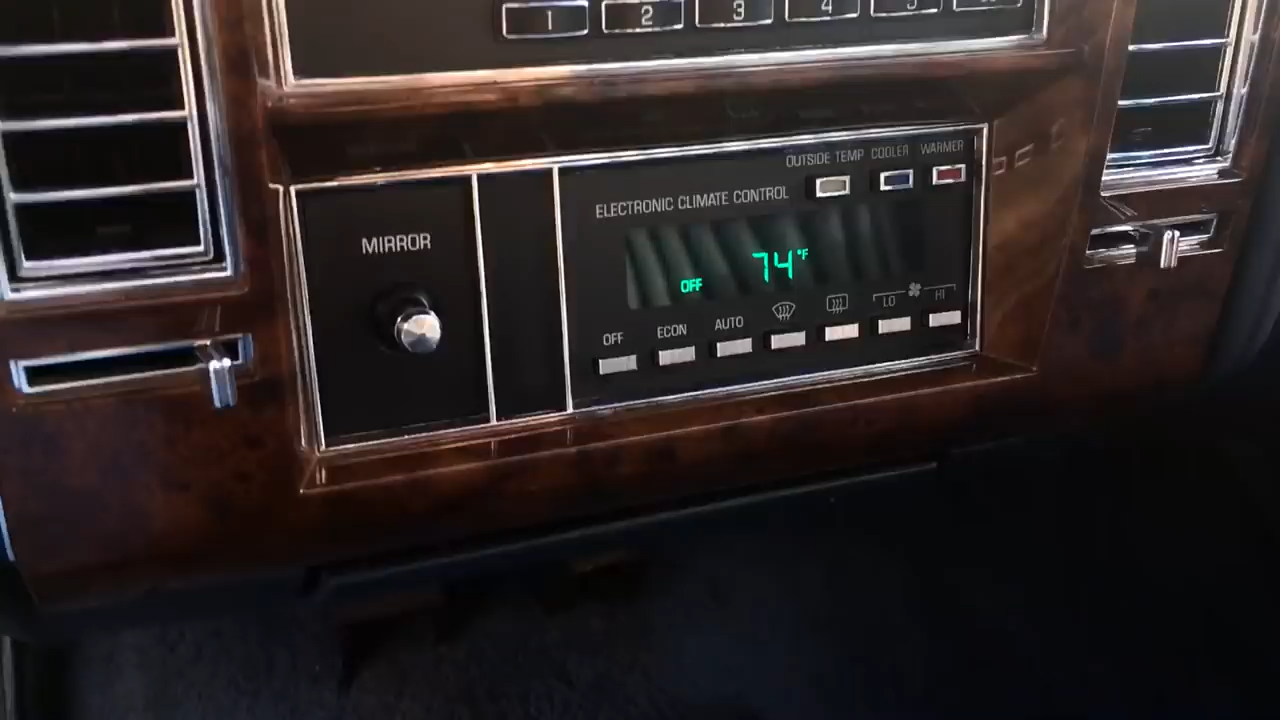 1 2 3 4 5
OUTSIDE TEMP COOLER WARMER
ELECTRONIC CLIMATE CONTROL
MIRROR
OFF 74°F
OFF ECON AUTO LO HI